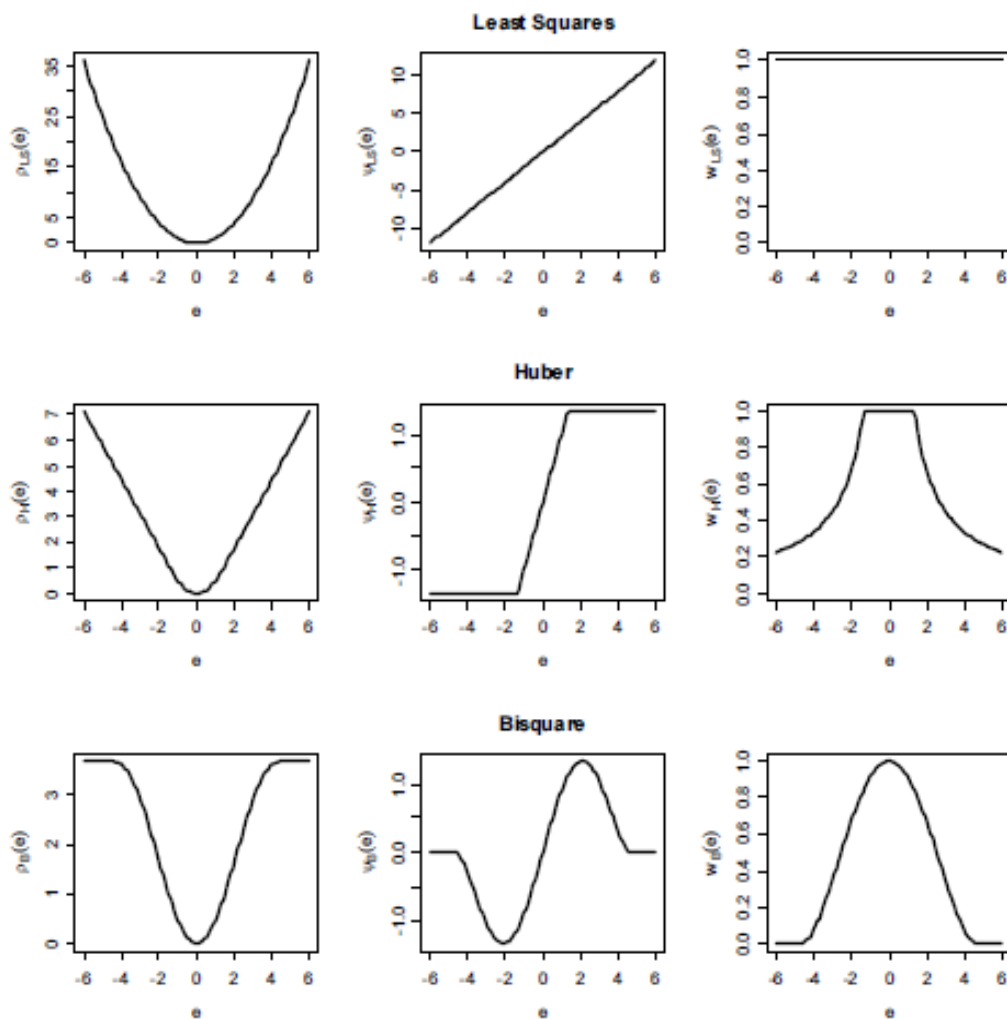 Least Squares
ρLS(e)
0 5 15 25 35
-6 -4 -2 0 2 4 6
e
ψLS(e)
-10 -5 0 5 10
-6 -4 -2 0 2 4 6
e
wLS(e)
0.0 0.2 0.4 0.6 0.8 1.0
-6 -4 -2 0 2 4 6
e
Huber
ρH(e)
0 1 2 3 4 5 6 7
-6 -4 -2 0 2 4 6
e
ψH(e)
-1.0 0.0 1.0
-6 -4 -2 0 2 4 6
e
wH(e)
0.0 0.2 0.4 0.6 0.8 1.0
-6 -4 -2 0 2 4 6
e
Bisquare
ρB(e)
0 1 2 3
-6 -4 -2 0 2 4 6
e
ψB(e)
-1.0 0.0 1.0
-6 -4 -2 0 2 4 6
e
wB(e)
0.0 0.2 0.4 0.6 0.8 1.0
-6 -4 -2 0 2 4 6
e